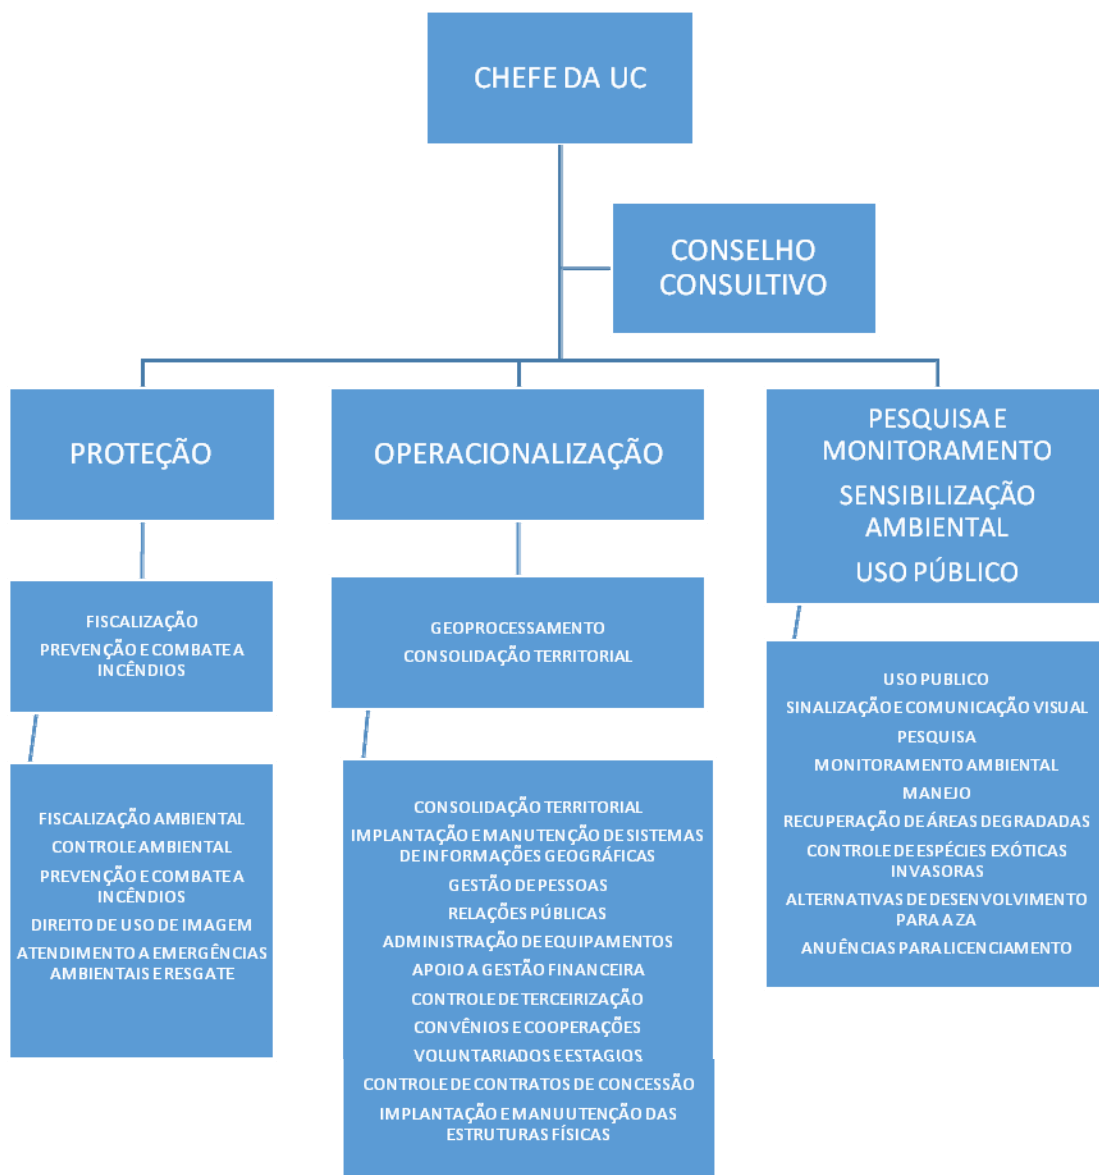 CHEFE DA UC
CONSELHO
CONSULTIVO
PROTEÇÃO
OPERACIONALIZAÇÃO
PESQUISA E
MONITORAMENTO
SENSIBILIZAÇÃO
AMBIENTAL
USO PÚBLICO
FISCALIZAÇÃO
PREVENÇÃO E COMBATE A
INCÊNDIOS
GEOPROCESSAMENTO
CONSOLIDAÇÃO TERRITORIAL
FISCALIZAÇÃO AMBIENTAL
CONTROLE AMBIENTAL
PREVENÇÃO E COMBATE A
INCÊNDIOS
DIREITO DE USO DE IMAGEM
ATENDIMENTO A EMERGÊNCIAS
AMBIENTAIS E RESGATE
CONSOLIDAÇÃO TERRITORIAL
IMPLANTAÇÃO E MANUTENÇÃO DE SISTEMAS
DE INFORMAÇÕES GEOGRÁFICAS
GESTÃO DE PESSOAS
RELAÇÕES PÚBLICAS
ADMINISTRAÇÃO DE EQUIPAMENTOS
APOIO A GESTÃO FINANCEIRA
CONTROLE DE TERCEIRIZAÇÃO
CONVÊNIOS E COOPERAÇÕES
VOLUNTARIADOS E ESTAGIOS
CONTROLE DE CONTRATOS DE CONCESSÃO
IMPLANTAÇÃO E MANUUTENÇÃO DAS
ESTRUTURAS FÍSICAS
USO PUBLICO
SINALIZAÇÃO E COMUNICAÇÃO VISUAL
PESQUISA
MONITORAMENTO AMBIENTAL
MANEJO
RECUPERAÇÃO DE ÁREAS DEGRADADAS
CONTROLE DE ESPÉCIES EXÓTICAS
INVASORAS
ALTERNATIVAS DE DESENVOLVIMENTO
PARA A ZA
ANUÊNCIAS PARA LICENCIAMENTO